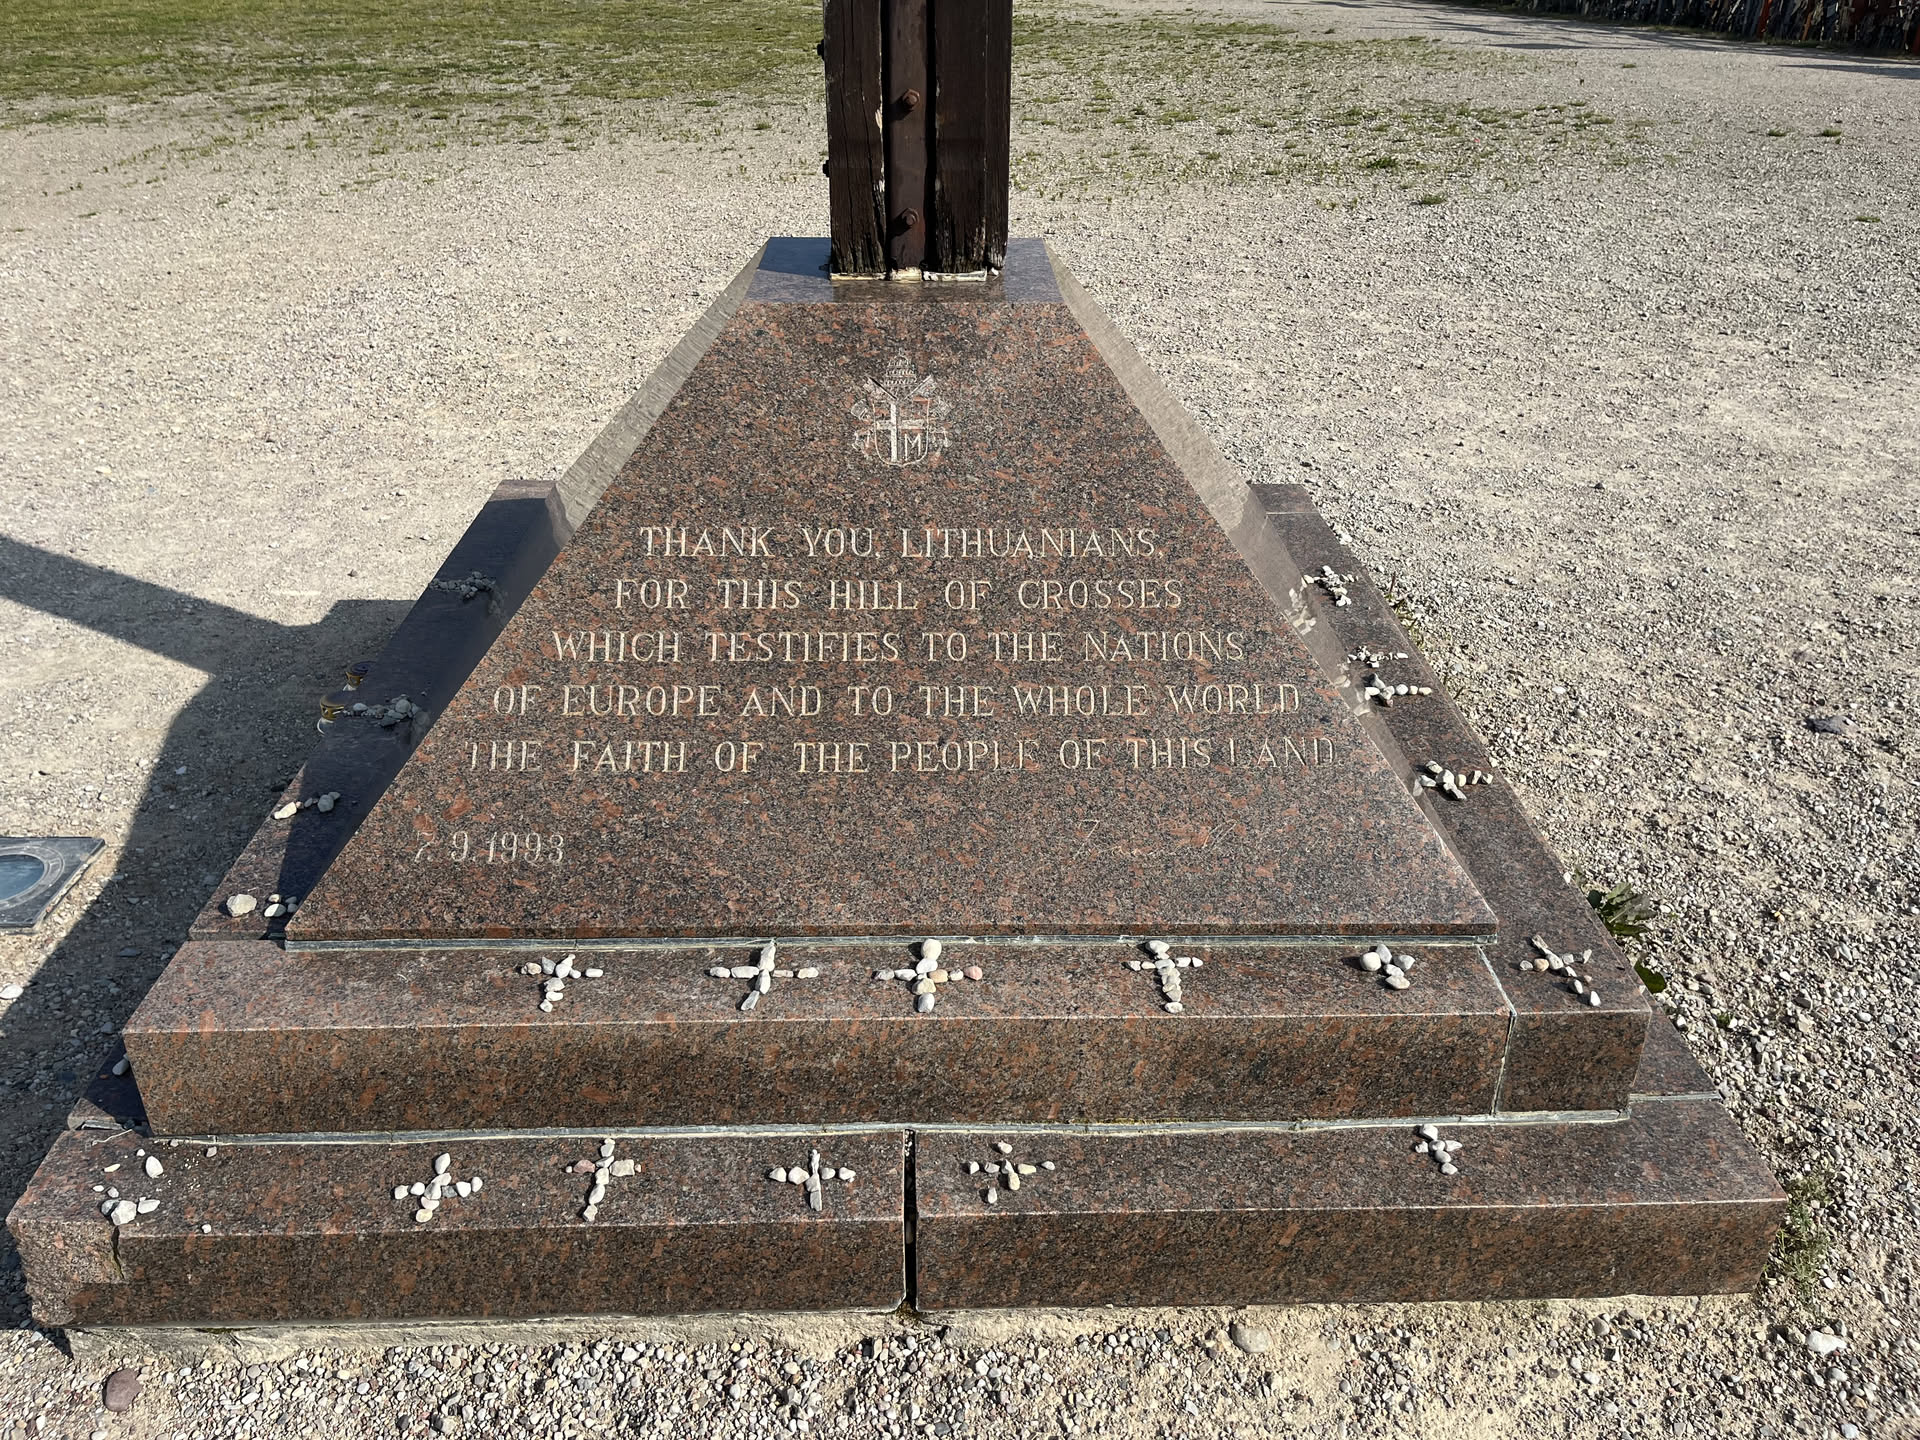 M
THANK YOU, LITHUANIANS,
FOR THIS HILL OF CROSSES
WHICH TESTIFIES TO THE NATIONS
OF EUROPE AND TO THE WHOLE WORLD
THE FAITH OF THE PEOPLE OF THIS LAND.
7.9.1993